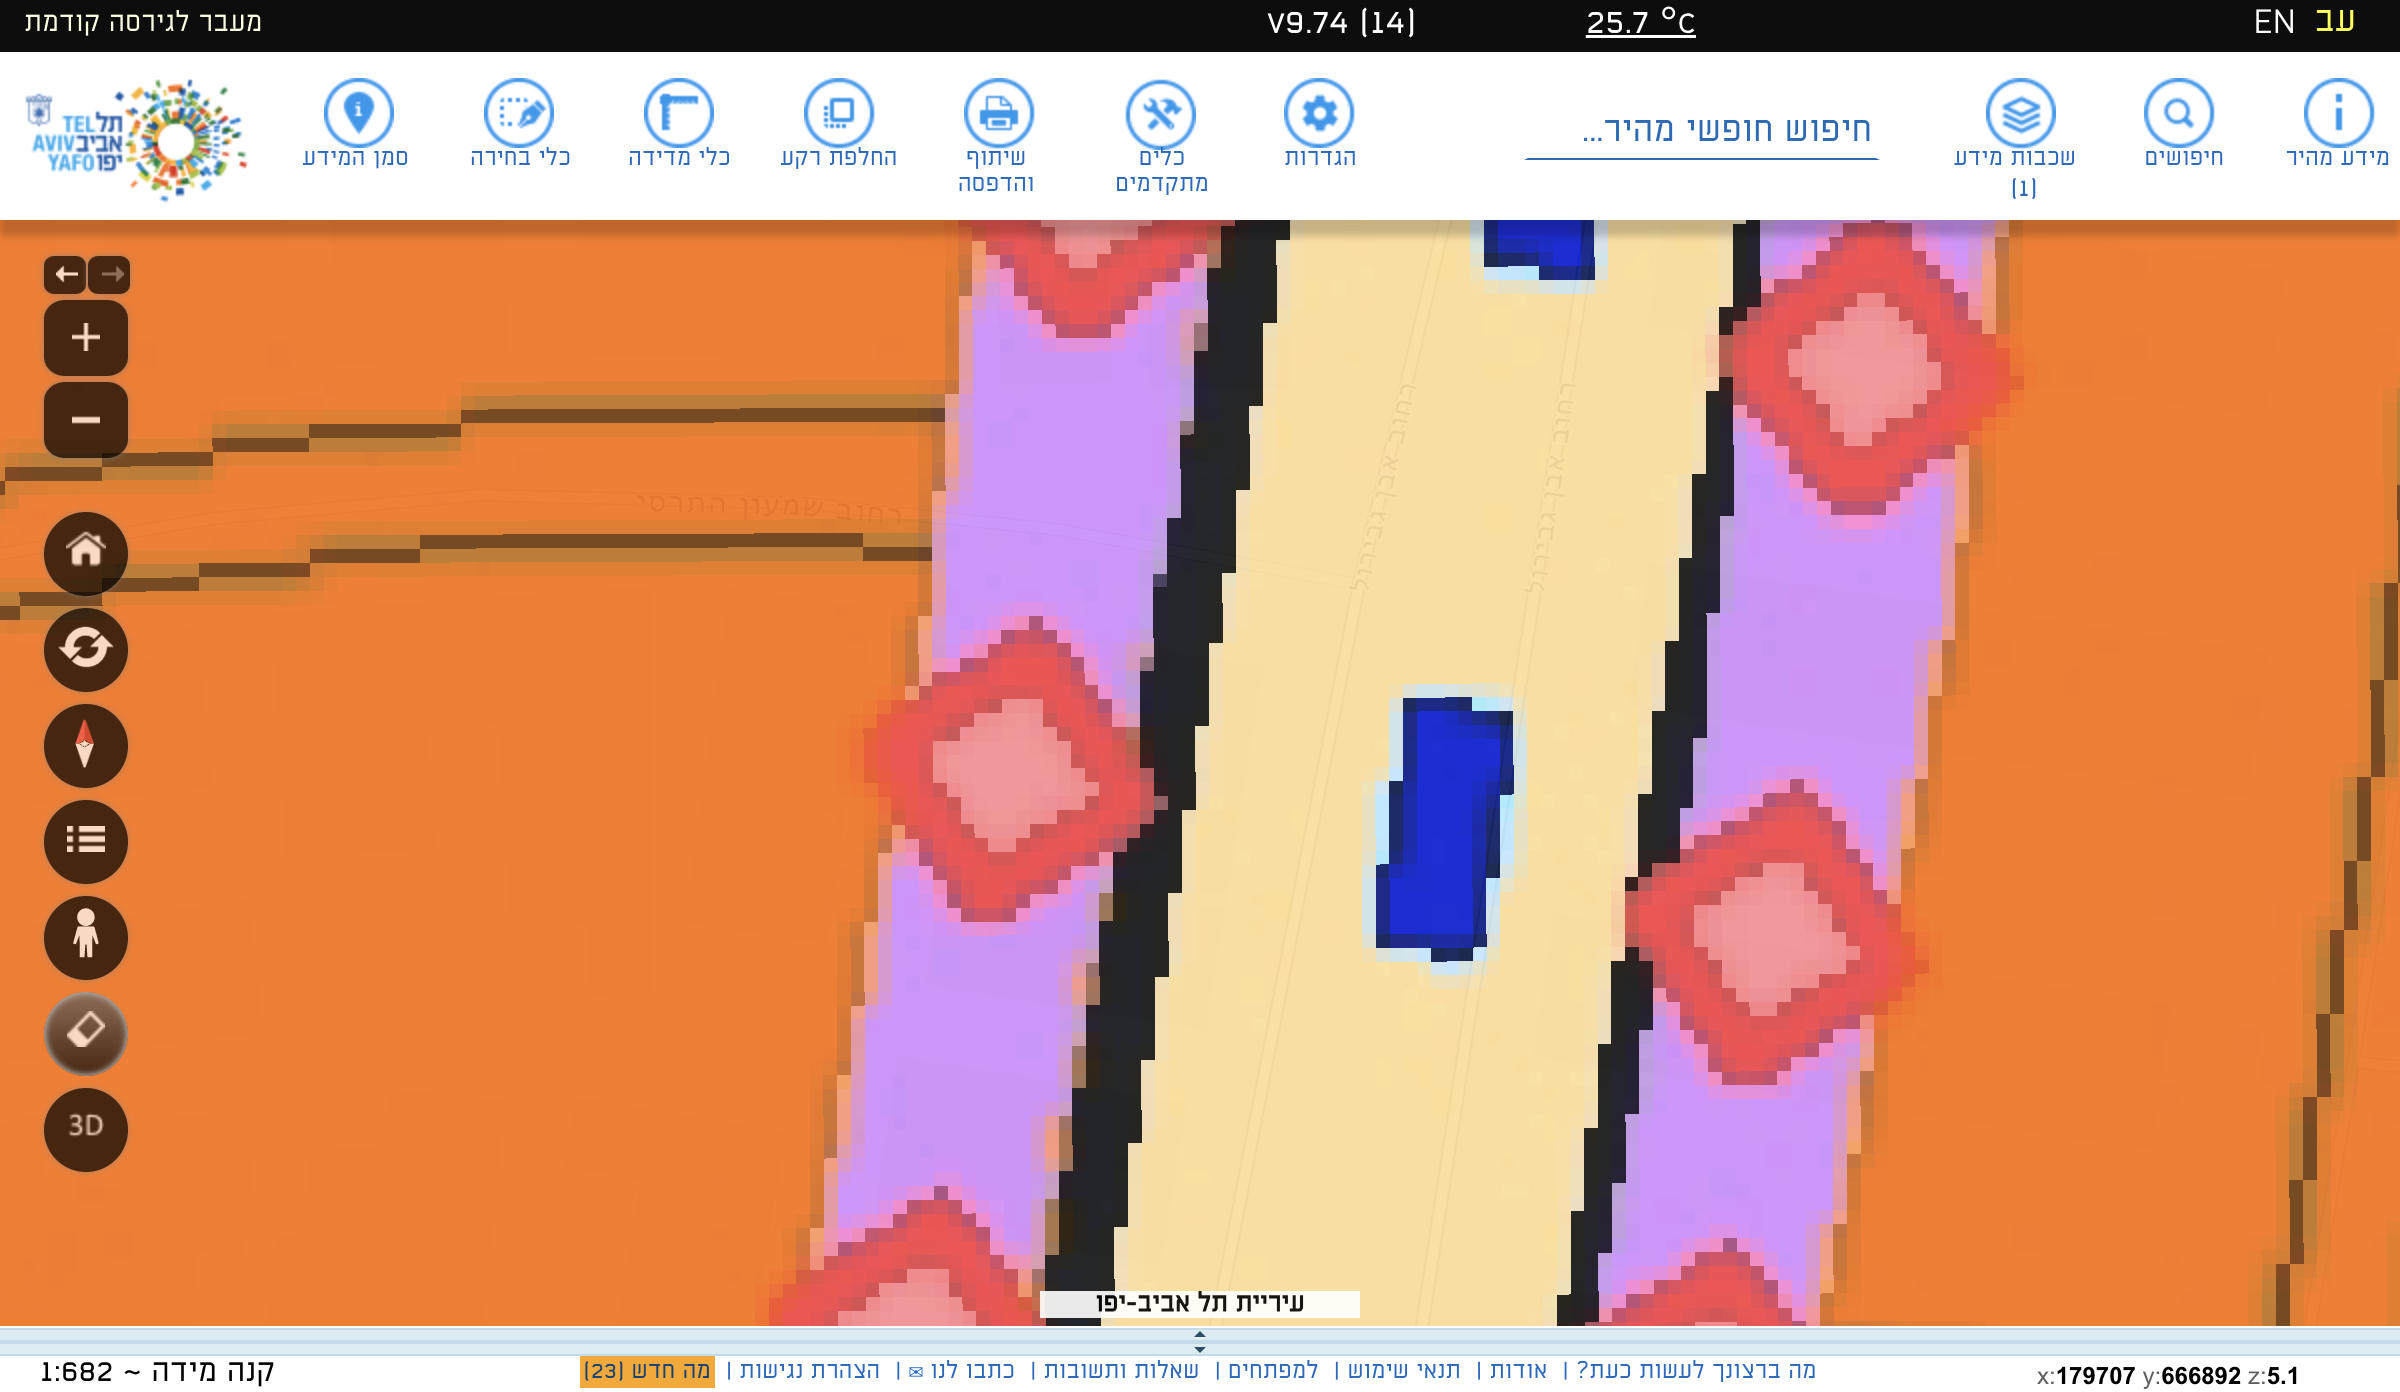 עב EN
25.7 °C
V9.74 (14)
מעבר לגירסה קודמת
מידע מהיר
חיפושים
שכבות מידע
(1)
חיפוש חופשי מהיר...
הגדרות
כלים
מתקדמים
שיתוף
והדפסה
החלפת רקע
כלי מדידה
כלי בחירה
סמן המידע
תל TEL
אביב AVIV
יפו YAFO
רחוב אבן גבירול
רחוב אבן גבירול
רחוב שמעון התרסי
3D
עיריית תל אביב-יפו
x:179707 y:666892 z:5.1
מה ברצונך לעשות כעת? | אודות | תנאי שימוש | למפתחים | שאלות ותשובות | כתבו לנו ✉ | הצהרת נגישות | מה חדש (23)
קנה מידה ~ 1:682